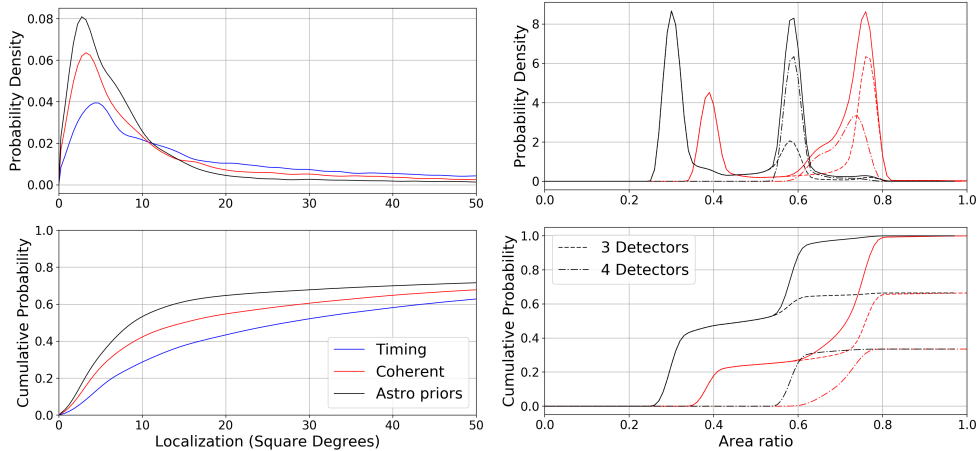 Probability Density
0.08
0.06
0.04
0.02
0.00
0 10 20 30 40 50
Probability Density
8
6
4
2
0
0.0 0.2 0.4 0.6 0.8 1.0
Cumulative Probability
1.0
0.8
0.6
0.4
0.2
0.0
Timing
Coherent
Astro priors
0 10 20 30 40 50
Localization (Square Degrees)
Cumulative Probability
1.0
0.8
0.6
0.4
0.2
0.0
3 Detectors
4 Detectors
0.0 0.2 0.4 0.6 0.8 1.0
Area ratio